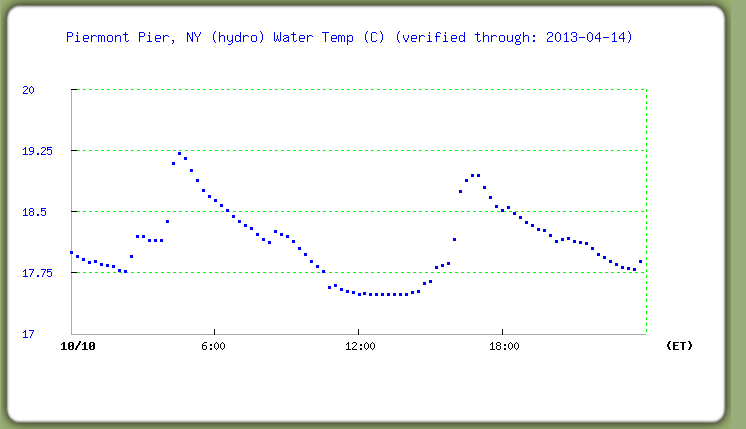 Piermont Pier, NY (hydro) Water Temp (C) (verified through: 2013-04-14)
20
19.25
18.5
17.75
17
10/10 6:00 12:00 18:00 (ET)